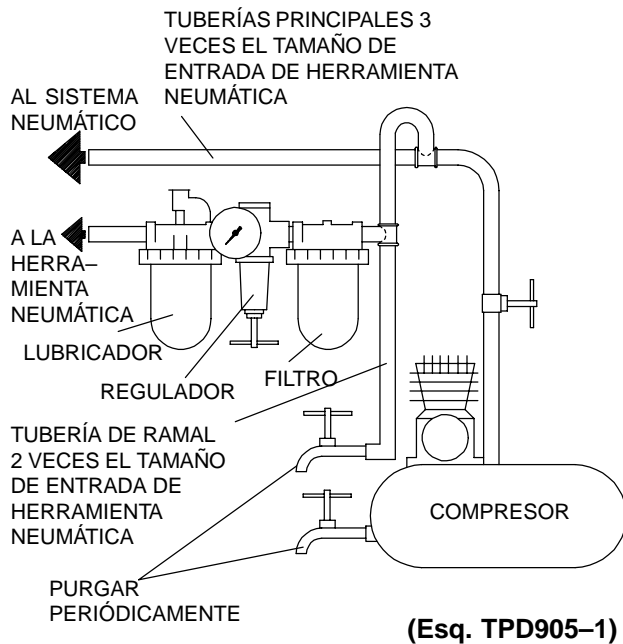 TUBERÍAS PRINCIPALES 3
VECES EL TAMAÑO DE
ENTRADA DE HERRAMIENTA
NEUMÁTICA
AL SISTEMA
NEUMÁTICO
A LA
HERRA–
MIENTA
NEUMÁTICA
LUBRICADOR
REGULADOR
FILTRO
TUBERÍA DE RAMAL
2 VECES EL TAMAÑO
DE ENTRADA DE
HERRAMIENTA
NEUMÁTICA
COMPRESOR
PURGAR
PERIÓDICAMENTE
(Esq. TPD905–1)